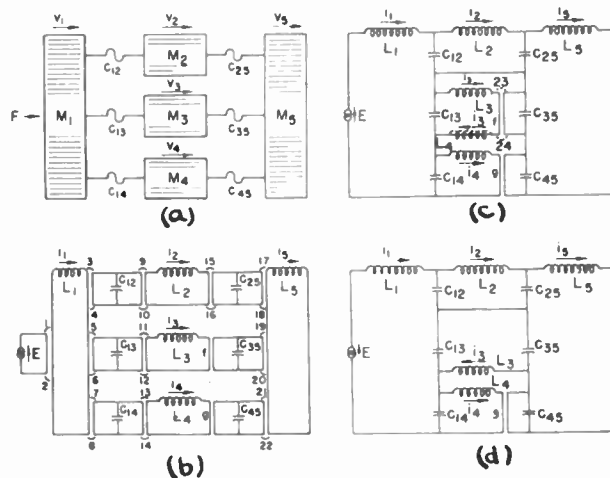 V₁ V₂ V₅
M₂
C₁₂ C₂₅
V₃
F M₁ M₃ M₅
C₁₃ C₃₅
V₄
M₄
C₁₄ C₄₅
(a)
i₁ i₂ i₅
L₁ C₁₂ L₂ C₂₅ L₅
i₃ 23
L₃
C₁₃ i₃ f C₃₅
E
L₄ 24
C₁₄ i₄ g C₄₅
(c)
i₁ 3 9 i₂ 15 17 i₅
L₁ C₁₂ L₂ C₂₅ L₅
4 10 16 18
1 5 11 i₃ 19
E C₁₃ L₃ f C₃₅
2 6 12 i₄ 20
7 13 21
C₁₄ L₄ g C₄₅
8 14 22
(b)
i₁ i₂ i₅
L₁ C₁₂ L₂ C₂₅ L₅
E C₁₃ i₃ L₃ C₃₅
L₄
C₁₄ i₄ g C₄₅
(d)